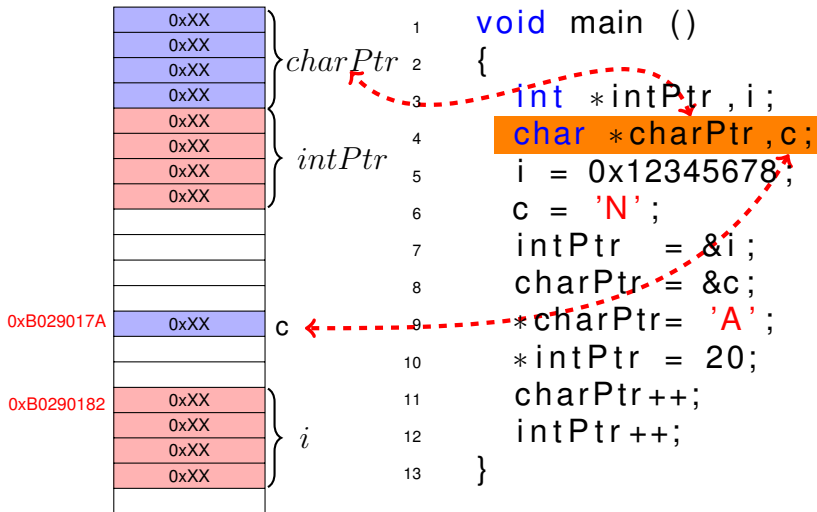 0xXX
0xXX
0xXX
0xXX
charPtr
0xXX
0xXX
0xXX
0xXX
intPtr
0xB029017A 0xXX c
0xB0290182 0xXX
0xXX
0xXX
0xXX
i
1 void main ()
2 {
3 int *intPtr ,i;
4 char *charPtr ,c;
5 i = 0x12345678;
6 c = 'N';
7 intPtr = &i;
8 charPtr = &c;
9 *charPtr= 'A';
10 *intPtr = 20;
11 charPtr++;
12 intPtr++;
13 }